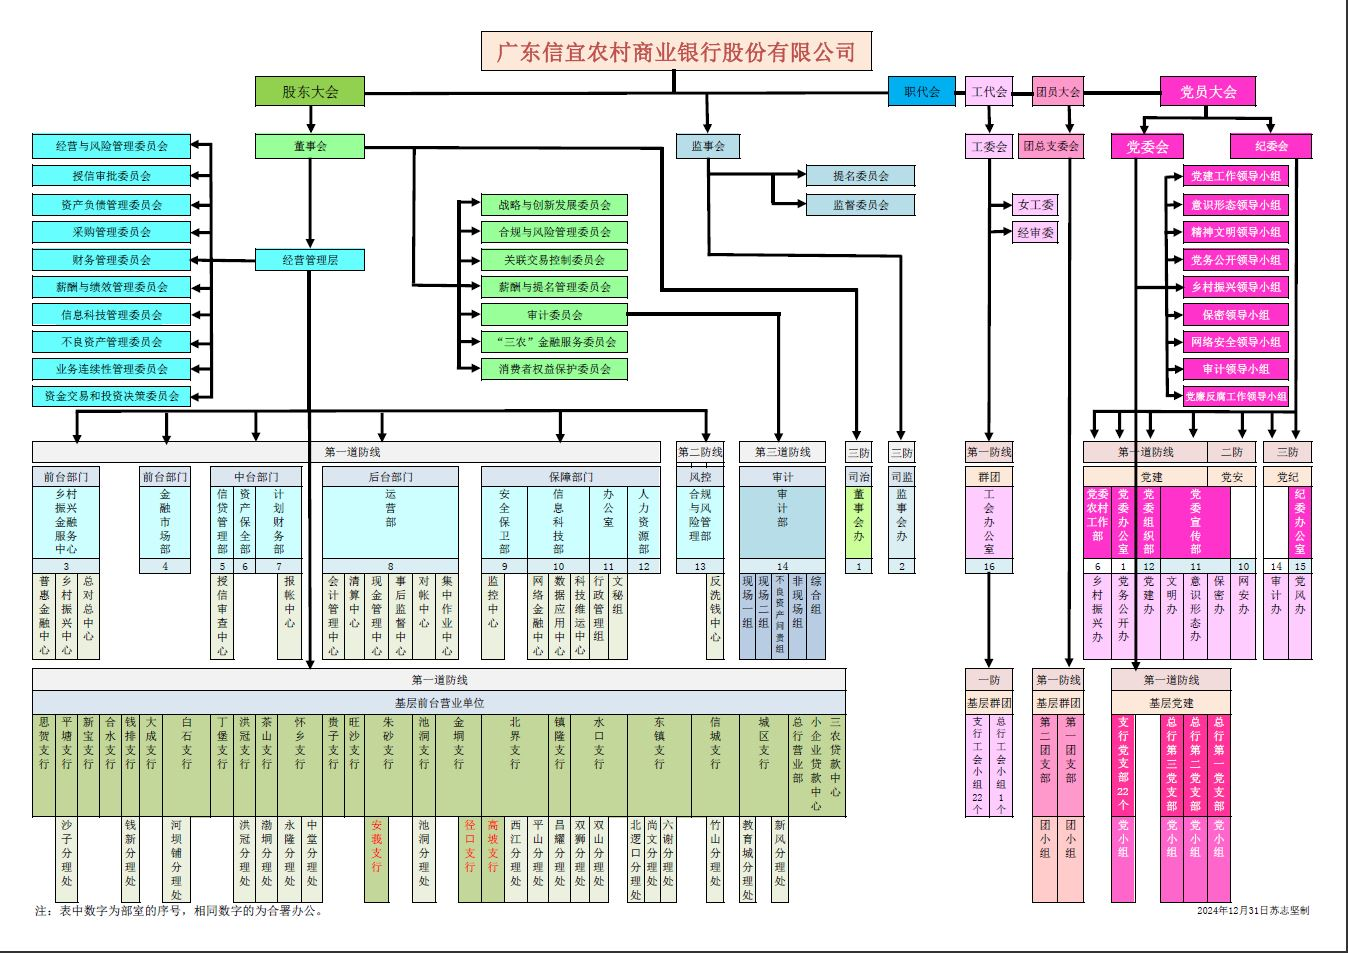 广东信宜农村商业银行股份有限公司
股东大会
职代会
工代会
团员大会
党员大会
董事会
监事会
工委会
团总支委会
党委会
纪委会
经营与风险管理委员会
授信审批委员会
资产负债管理委员会
采购管理委员会
财务管理委员会
薪酬与绩效管理委员会
信息科技管理委员会
不良资产管理委员会
业务连续性管理委员会
资金交易和投资决策委员会
经营管理层
战略与创新发展委员会
合规与风险管理委员会
关联交易控制委员会
薪酬与提名管理委员会
审计委员会
“三农”金融服务委员会
消费者权益保护委员会
提名委员会
监督委员会
女工委
经审委
党建工作领导小组
意识形态领导小组
精神文明领导小组
党务公开领导小组
乡村振兴领导小组
保密领导小组
网络安全领导小组
审计领导小组
党廉反腐工作领导小组
第一道防线
第二防线
第三道防线
三防
三防
第一防线
第一道防线
二防
三防
前台部门
前台部门
中台部门
后台部门
保障部门
风控
审计
司治
司监
群团
党建
党安
党纪
乡村振兴金融服务中心
金融市场部
信贷管理部
资产保全部
计划财务部
运营部
安全保卫部
信息科技部
办公室
人力资源部
合规与风险管理部
审计部
董事会办
监事会办
工会办公室
党委农村工作部
党委办公室
党委组织部
党委宣传部
纪委办公室
3
4
5
6
7
8
9
10
11
12
13
14
1
2
16
6
1
12
11
10
14
15
普惠金融中心
乡村振兴中心
总对总中心
授信审查中心
报帐中心
会计管理中心
清算中心
现金管理中心
事后监督中心
对帐中心
集中作业中心
监控中心
网络金融中心
数据应用中心
科技维运中心
行政管理组
文秘组
反洗钱中心
现场一组
现场二组
不良资产问责组
非现场组
综合组
乡村振兴办
党务公开办
党建办
文明办
意识形态办
保密办
网安办
审计办
党风办
第一道防线
一防
第一防线
第一道防线
基层前台营业单位
基层群团
基层群团
基层党建
思贺支行
平塘支行
新宝支行
合水支行
钱排支行
大成支行
白石支行
丁堡支行
洪冠支行
茶山支行
怀乡支行
贵子支行
旺沙支行
朱砂支行
池洞支行
金垌支行
北界支行
镇隆支行
水口支行
东镇支行
信城支行
城区支行
总行营业部
小企业贷款中心
三农贷款中心
支行工会小组22个
总行工会小组1个
第二团支部
第一团支部
支行党支部22个
总行第三党支部
总行第二党支部
总行第一党支部
沙子分理处
钱新分理处
河坝铺分理处
洪冠分理处
渤垌分理处
永隆分理处
中堂分理处
安莪支行
池洞分理处
径口支行
高坡支行
西江分理处
平山分理处
昌耀分理处
双狮分理处
双山分理处
北逻口分理处
尚文分理处
六谢分理处
竹山分理处
教育城分理处
新风分理处
团小组
团小组
党小组
党小组
党小组
党小组
注：表中数字为部室的序号，相同数字的为合署办公。
2024年12月31日苏志坚制